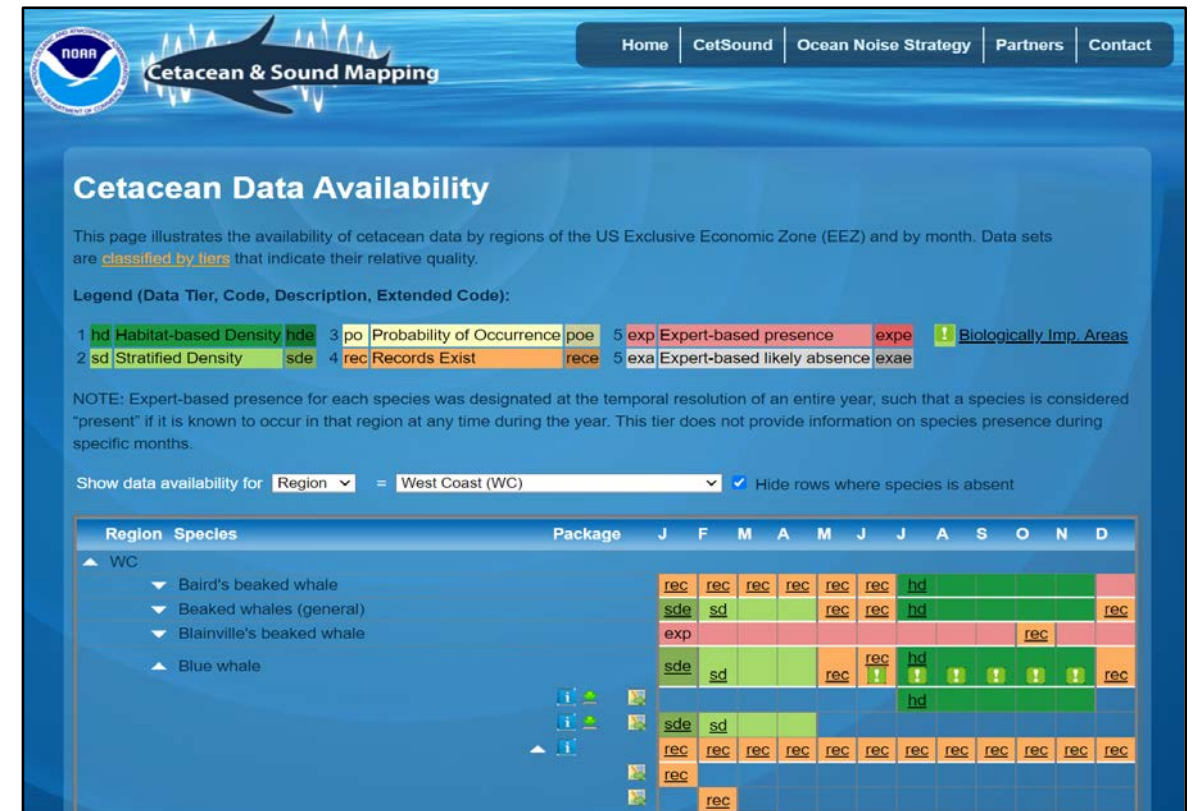 NOAA
Cetacean & Sound Mapping
Home CetSound Ocean Noise Strategy Partners Contact
Cetacean Data Availability
This page illustrates the availability of cetacean data by regions of the US Exclusive Economic Zone (EEZ) and by month. Data sets
are classified by tiers that indicate their relative quality.
Legend (Data Tier, Code, Description, Extended Code):
1 hd Habitat-based Density hde 3 po Probability of Occurrence poe 5 exp Expert-based presence expe ! Biologically Imp. Areas
2 sd Stratified Density sde 4 rec Records Exist rece 5 exa Expert-based likely absence exae
NOTE: Expert-based presence for each species was designated at the temporal resolution of an entire year, such that a species is considered
"present" if it is known to occur in that region at any time during the year. This tier does not provide information on species presence during
specific months.
Show data availability for Region = West Coast (WC) Hide rows where species is absent
Region Species Package J F M A M J J A S O N D
WC
Baird's beaked whale rec rec rec rec rec rec hd
Beaked whales (general) sde sd rec rec hd rec
Blainville's beaked whale exp rec
Blue whale sde sd rec rec ! hd ! ! ! ! ! rec
i hd
i sde sd
i rec rec rec rec rec rec rec rec rec rec rec rec
rec
rec